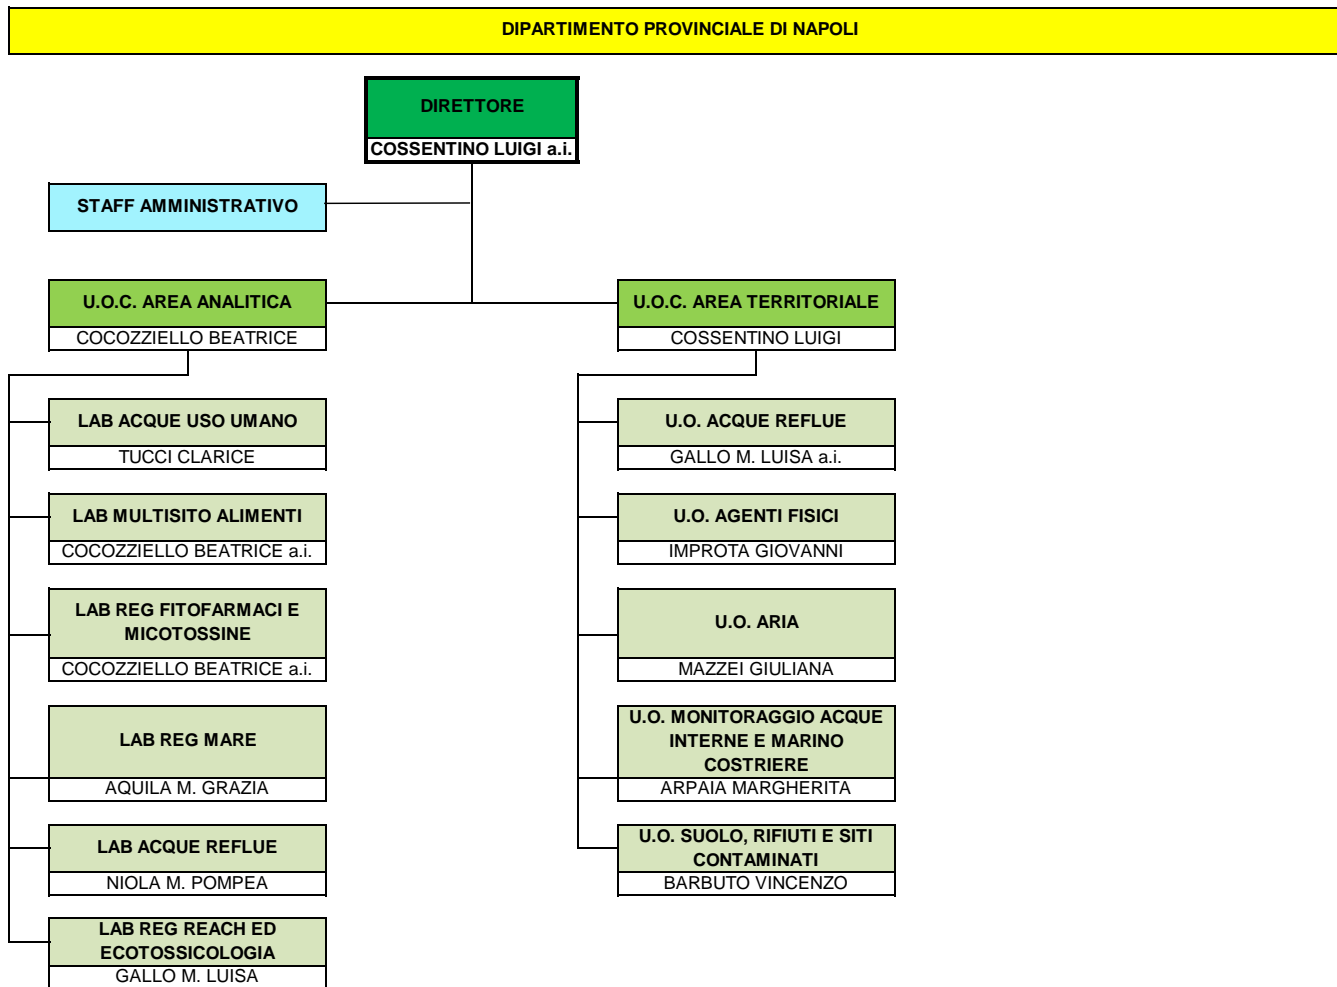 DIPARTIMENTO PROVINCIALE DI NAPOLI
DIRETTORE
COSSENTINO LUIGI a.i.
STAFF AMMINISTRATIVO
U.O.C. AREA ANALITICA
COCOZZIELLO BEATRICE
U.O.C. AREA TERRITORIALE
COSSENTINO LUIGI
LAB ACQUE USO UMANO
TUCCI CLARICE
U.O. ACQUE REFLUE
GALLO M. LUISA a.i.
LAB MULTISITO ALIMENTI
COCOZZIELLO BEATRICE a.i.
U.O. AGENTI FISICI
IMPROTA GIOVANNI
LAB REG FITOFARMACI E
MICOTOSSINE
COCOZZIELLO BEATRICE a.i.
U.O. ARIA
MAZZEI GIULIANA
LAB REG MARE
AQUILA M. GRAZIA
U.O. MONITORAGGIO ACQUE
INTERNE E MARINO
COSTRIERE
ARPAIA MARGHERITA
LAB ACQUE REFLUE
NIOLA M. POMPEA
U.O. SUOLO, RIFIUTI E SITI
CONTAMINATI
BARBUTO VINCENZO
LAB REG REACH ED
ECOTOSSICOLOGIA
GALLO M. LUISA